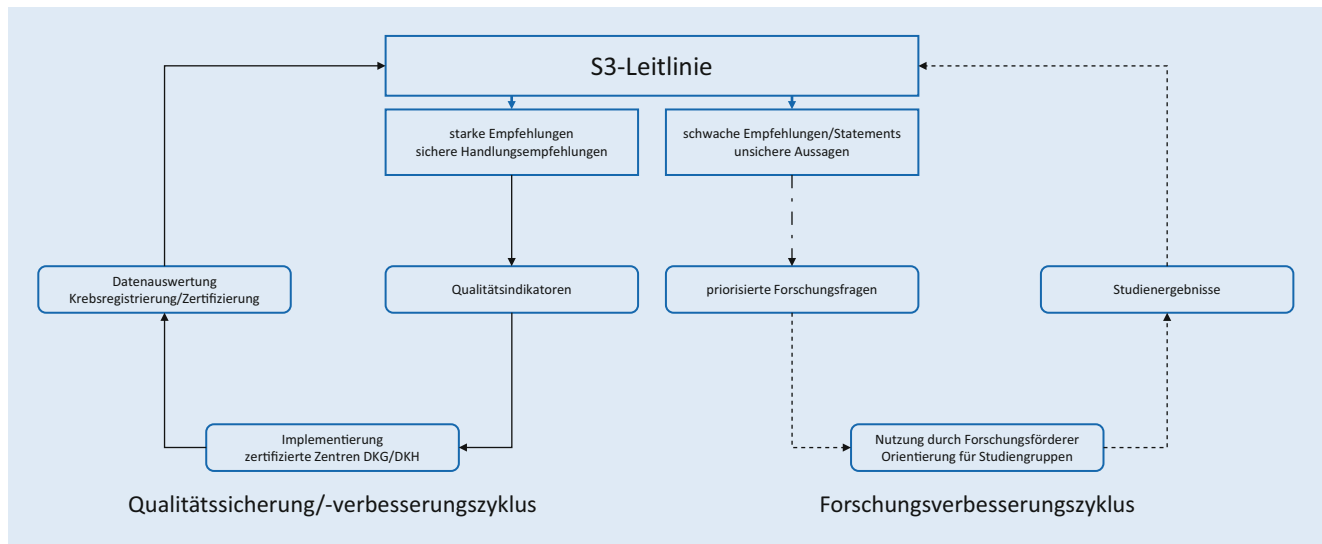 S3-Leitlinie
starke Empfehlungen
sichere Handlungsempfehlungen
schwache Empfehlungen/Statements
unsichere Aussagen
Datenauswertung
Krebsregistrierung/Zertifizierung
Qualitätsindikatoren
priorisierte Forschungsfragen
Studienergebnisse
Implementierung
zertifizierte Zentren DKG/DKH
Nutzung durch Forschungsförderer
Orientierung für Studiengruppen
Qualitätssicherung/-verbesserungszyklus
Forschungsverbesserungszyklus